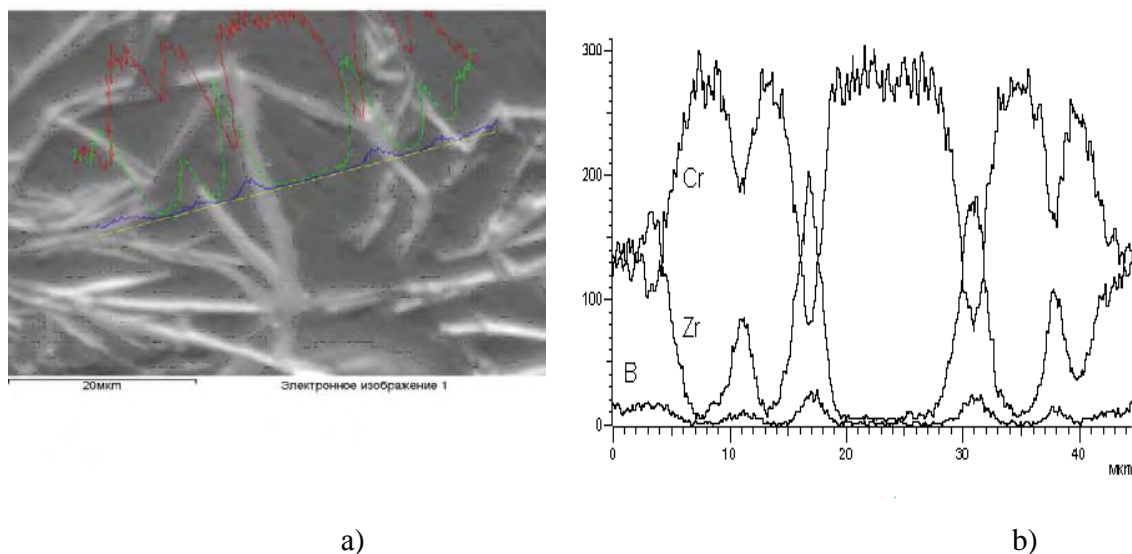 20мкm
Электронное изображение 1
300
200
100
0
Cr
Zr
B
0
10
20
30
40
мкm
a)
b)